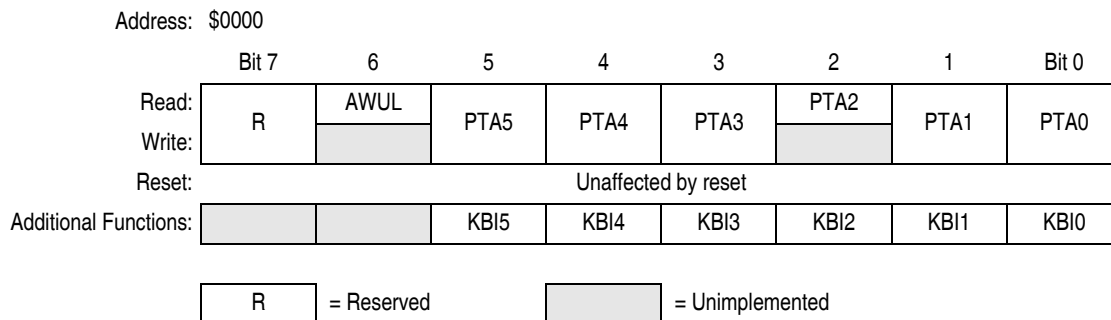 Address: $0000
Bit 7 6 5 4 3 2 1 Bit 0
Read: R AWUL PTA5 PTA4 PTA3 PTA2 PTA1 PTA0
Write:
Reset: Unaffected by reset
Additional Functions: KBI5 KBI4 KBI3 KBI2 KBI1 KBI0
R = Reserved = Unimplemented